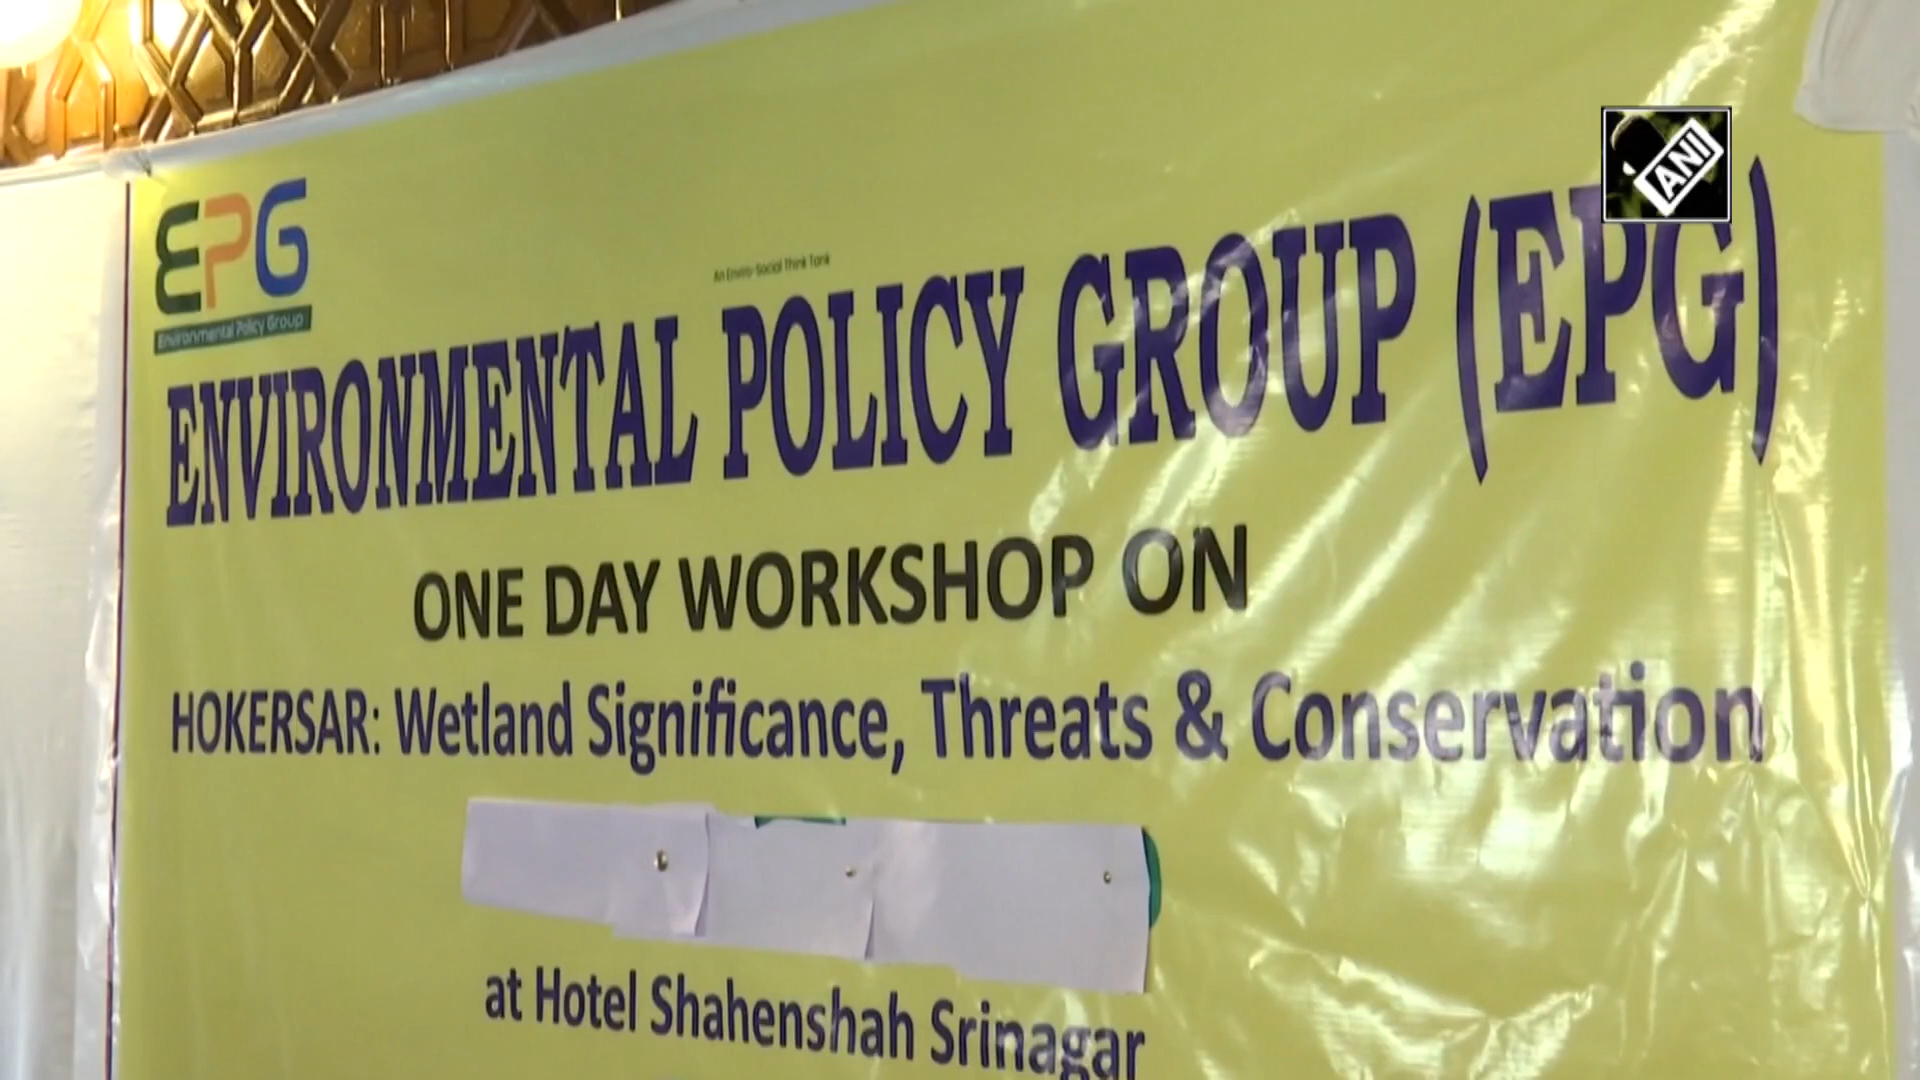 ANI
EPG
Environmental Policy Group
An Enviro-Social Think Tank
ENVIRONMENTAL POLICY GROUP (EPG)
ONE DAY WORKSHOP ON
HOKERSAR: Wetland Significance, Threats & Conservation
at Hotel Shahenshah Srinagar